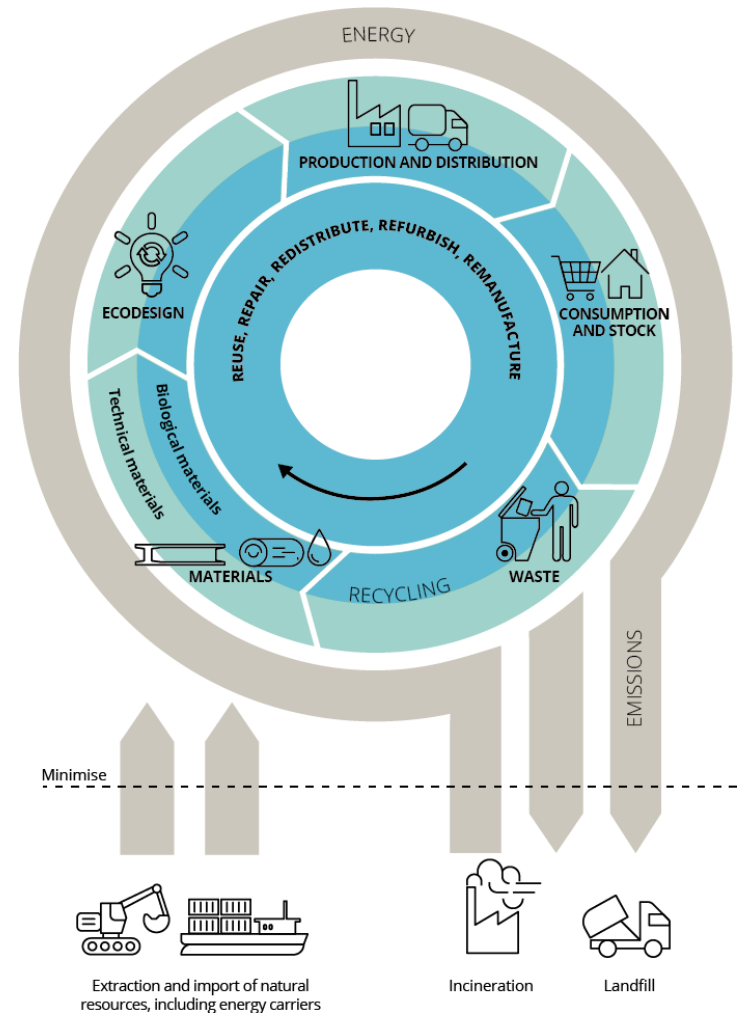 ENERGY
PRODUCTION AND DISTRIBUTION
REUSE, REPAIR, REDISTRIBUTE, REFURBISH, REMANUFACTURE
ECODESIGN
CONSUMPTION
AND STOCK
Technical materials
Biological materials
MATERIALS
RECYCLING
WASTE
EMISSIONS
Minimise
Extraction and import of natural
resources, including energy carriers
Incineration
Landfill